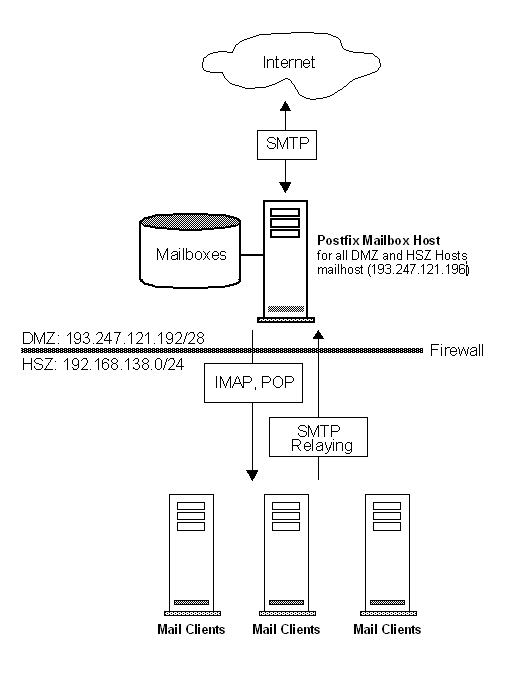 Internet
SMTP
Mailboxes
Postfix Mailbox Host
for all DMZ and HSZ Hosts
mailhost (193.247.121.196)
DMZ: 193.247.121.192/28
Firewall
HSZ: 192.168.138.0/24
IMAP, POP
SMTP
Relaying
Mail Clients
Mail Clients
Mail Clients